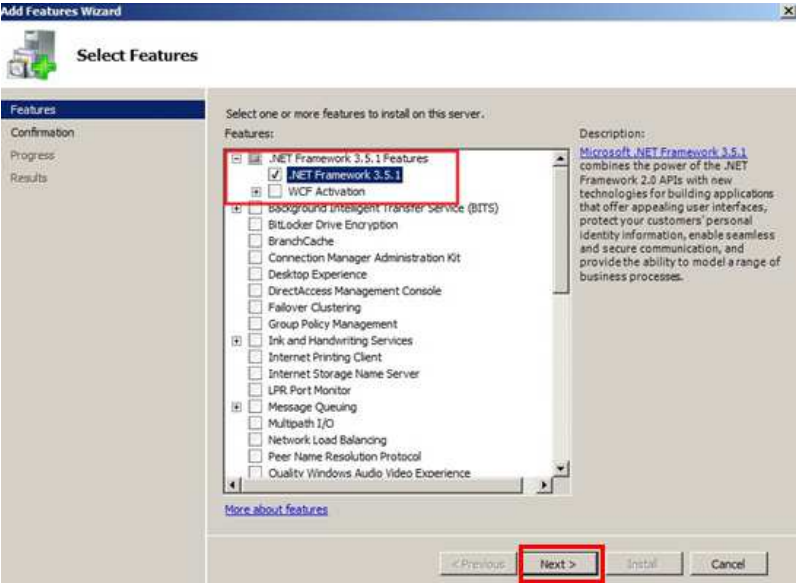 Add Features Wizard
Select Features
Features
Confirmation
Progress
Results
Select one or more features to install on this server.
Features:
.NET Framework 3.5.1 Features
.NET Framework 3.5.1
WCF Activation
Background Intelligent Transfer Service (BITS)
BitLocker Drive Encryption
BranchCache
Connection Manager Administration Kit
Desktop Experience
DirectAccess Management Console
Failover Clustering
Group Policy Management
Ink and Handwriting Services
Internet Printing Client
Internet Storage Name Server
LPR Port Monitor
Message Queuing
Multipath I/O
Network Load Balancing
Peer Name Resolution Protocol
Quality Windows Audio Video Experience
More about features
Description:
Microsoft .NET Framework 3.5.1
combines the power of the .NET
Framework 2.0 APIs with new
technologies for building applications
that offer appealing user interfaces,
protect your customers' personal
identity information, enable seamless
and secure communication, and
provide the ability to model a range of
business processes.
< Previous
Next >
Install
Cancel